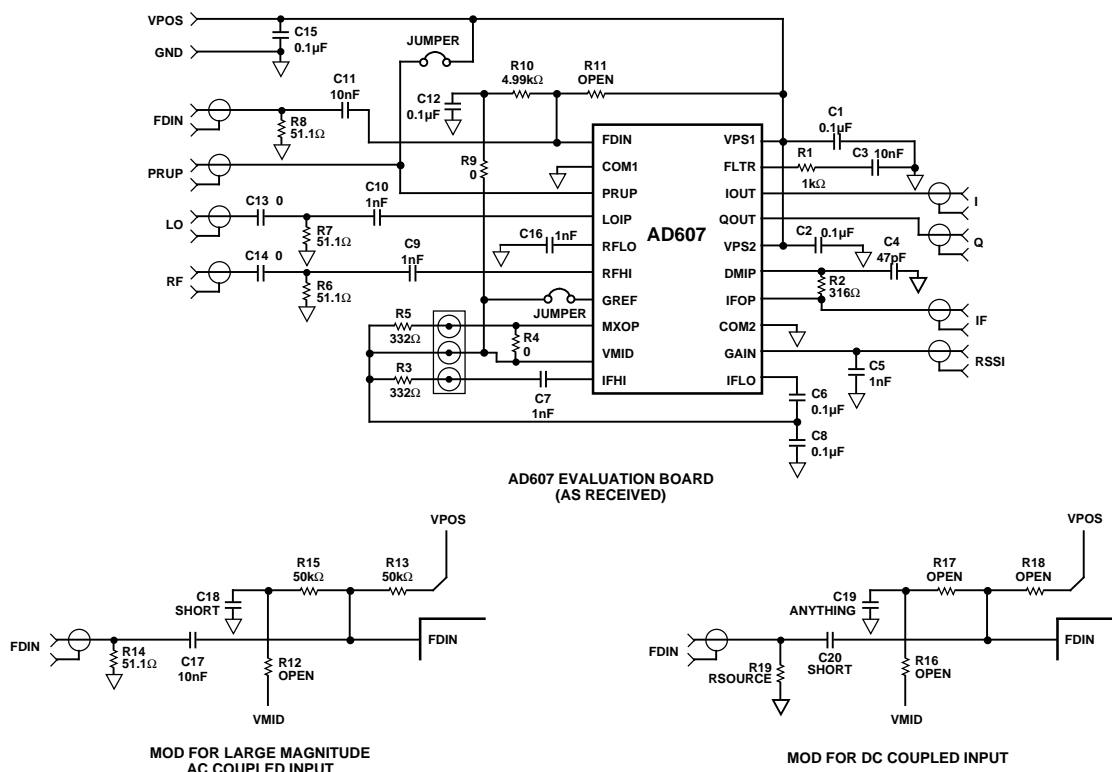 VPOS
C15
0.1µF
GND
JUMPER
R10
4.99kΩ
R11
OPEN
C11
10nF
C12
0.1µF
FDIN
R8
51.1Ω
PRUP
R9
0
C13 0
C10
1nF
LO
R7
51.1Ω
C16
1nF
C14 0
C9
1nF
RF
R6
51.1Ω
JUMPER
R5
332Ω
R4
0
R3
332Ω
C7
1nF
FDIN
COM1
PRUP
LOIP
RFLO
RFHI
GREF
MXOP
VMID
IFHI
AD607
VPS1
FLTR
IOUT
QOUT
VPS2
DMIP
IFOP
COM2
GAIN
IFLO
C1
0.1µF
R1
1kΩ
C3
10nF
I
Q
C2
0.1µF
C4
47pF
R2
316Ω
IF
RSSI
C5
1nF
C6
0.1µF
C8
0.1µF
AD607 EVALUATION BOARD
(AS RECEIVED)
VPOS
R15
50kΩ
R13
50kΩ
C18
SHORT
FDIN
R14
51.1Ω
C17
10nF
R12
OPEN
FDIN
VMID
MOD FOR LARGE MAGNITUDE
AC COUPLED INPUT
VPOS
R17
OPEN
R18
OPEN
C19
ANYTHING
FDIN
R19
RSOURCE
C20
SHORT
R16
OPEN
FDIN
VMID
MOD FOR DC COUPLED INPUT